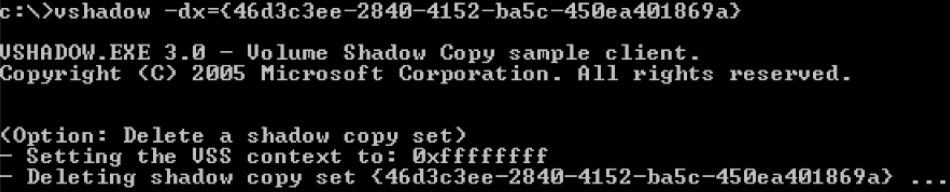 c:\>vshadow -dx={46d3c3ee-2840-4152-ba5c-450ea401869a}
VSHADOW.EXE 3.0 - Volume Shadow Copy sample client.
Copyright (C) 2005 Microsoft Corporation. All rights reserved.
(Option: Delete a shadow copy set)
- Setting the VSS context to: 0xffffffff
- Deleting shadow copy set {46d3c3ee-2840-4152-ba5c-450ea401869a} ...